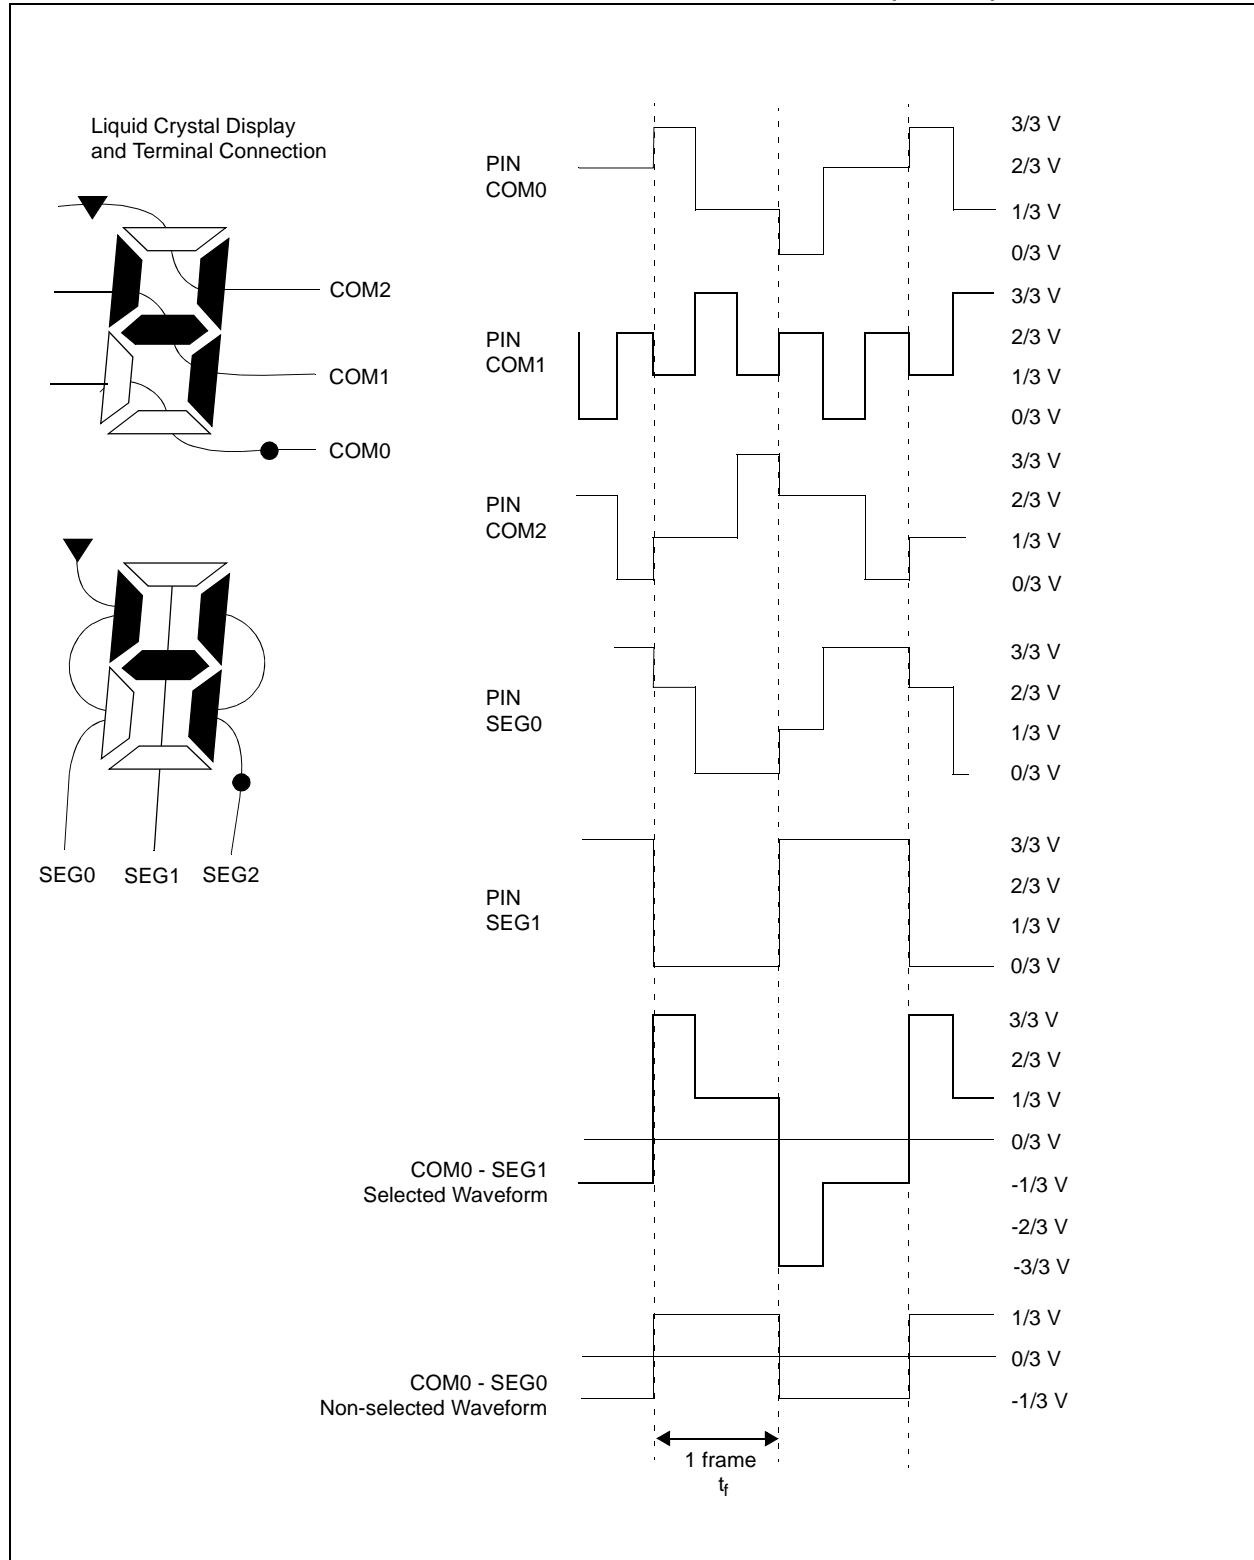 Liquid Crystal Display
and Terminal Connection
COM2
COM1
COM0
SEG0
SEG1
SEG2
PIN
COM0
3/3 V
2/3 V
1/3 V
0/3 V
PIN
COM1
3/3 V
2/3 V
1/3 V
0/3 V
PIN
COM2
3/3 V
2/3 V
1/3 V
0/3 V
PIN
SEG0
3/3 V
2/3 V
1/3 V
0/3 V
PIN
SEG1
3/3 V
2/3 V
1/3 V
0/3 V
COM0 - SEG1
Selected Waveform
3/3 V
2/3 V
1/3 V
0/3 V
-1/3 V
-2/3 V
-3/3 V
COM0 - SEG0
Non-selected Waveform
1/3 V
0/3 V
-1/3 V
1 frame
tf